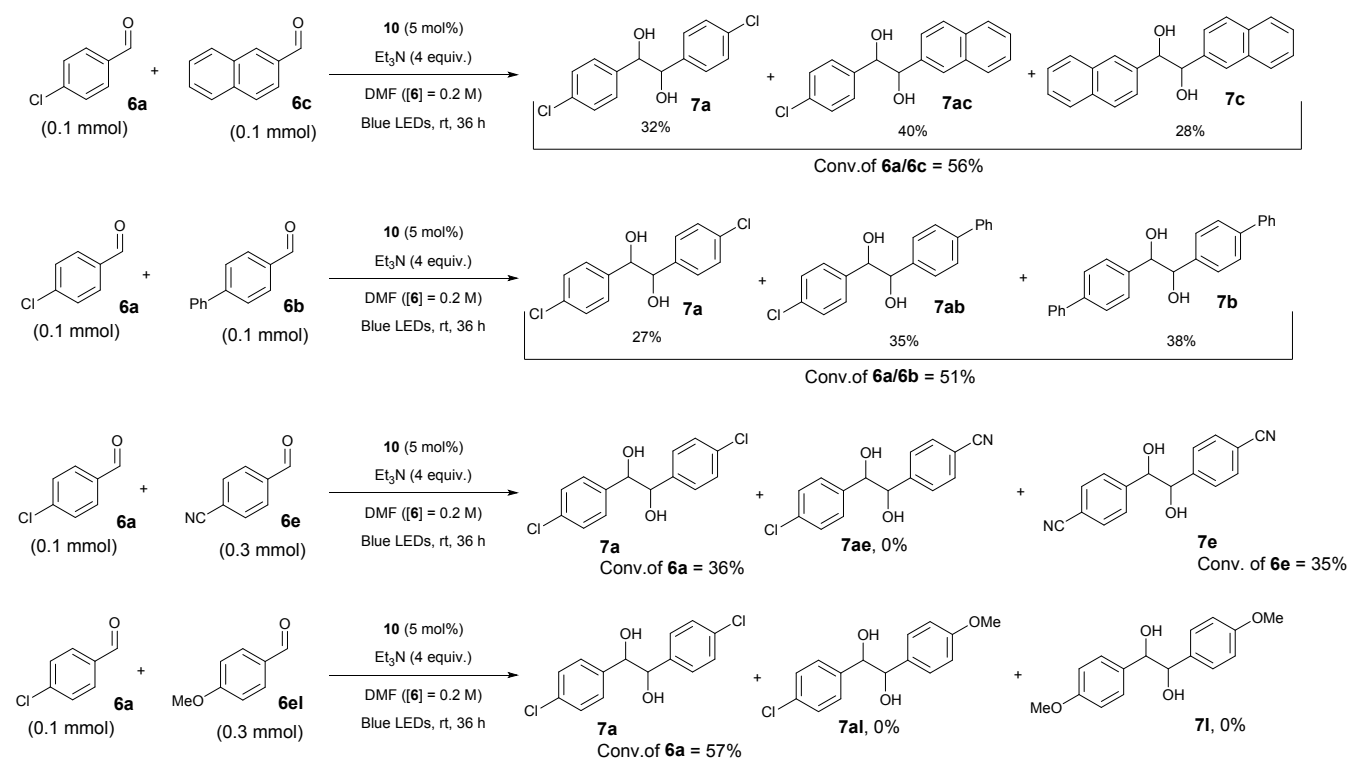 O O
10 (5 mol%)
Et3N (4 equiv.)
DMF ([6] = 0.2 M)
Blue LEDs, rt, 36 h
Cl 6a
(0.1 mmol)
+
6c
(0.1 mmol)
OH Cl
Cl OH 7a
32%
+
OH
Cl OH 7ac
40%
+
OH
OH 7c
28%
Conv.of 6a/6c = 56%
O O
10 (5 mol%)
Et3N (4 equiv.)
DMF ([6] = 0.2 M)
Blue LEDs, rt, 36 h
Cl 6a
(0.1 mmol)
+
Ph 6b
(0.1 mmol)
OH Cl
Cl OH 7a
27%
+
OH Ph
Cl OH 7ab
35%
+
OH Ph
Ph OH 7b
38%
Conv.of 6a/6b = 51%
O O
10 (5 mol%)
Et3N (4 equiv.)
DMF ([6] = 0.2 M)
Blue LEDs, rt, 36 h
Cl 6a
(0.1 mmol)
+
NC 6e
(0.3 mmol)
OH Cl
Cl OH
7a
Conv.of 6a = 36%
+
OH CN
Cl OH
7ae, 0%
+
OH CN
NC OH
7e
Conv. of 6e = 35%
O O
10 (5 mol%)
Et3N (4 equiv.)
DMF ([6] = 0.2 M)
Blue LEDs, rt, 36 h
Cl 6a
(0.1 mmol)
+
MeO 6el
(0.3 mmol)
OH Cl
Cl OH
7a
Conv.of 6a = 57%
+
OH OMe
Cl OH
7al, 0%
+
OH OMe
MeO OH
7l, 0%